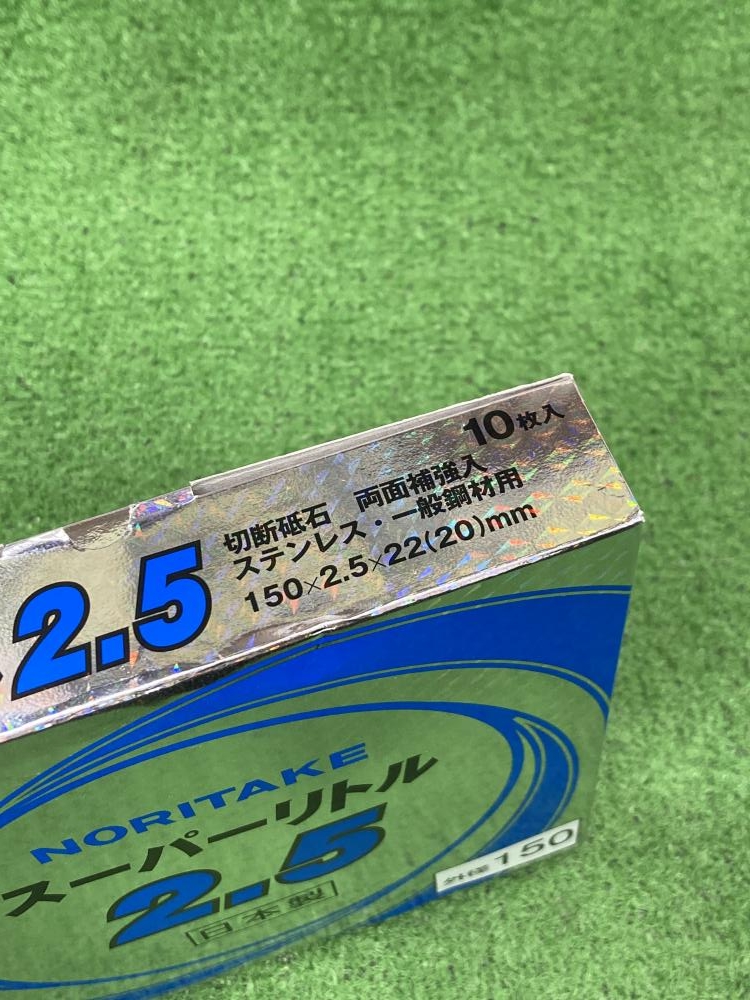 10枚入
2.5
切断砥石 両面補強入
ステンレス・一般鋼材用
150×2.5×22(20)mm
NORITAKE
スーパーリトル
2.5
日本製
外径150